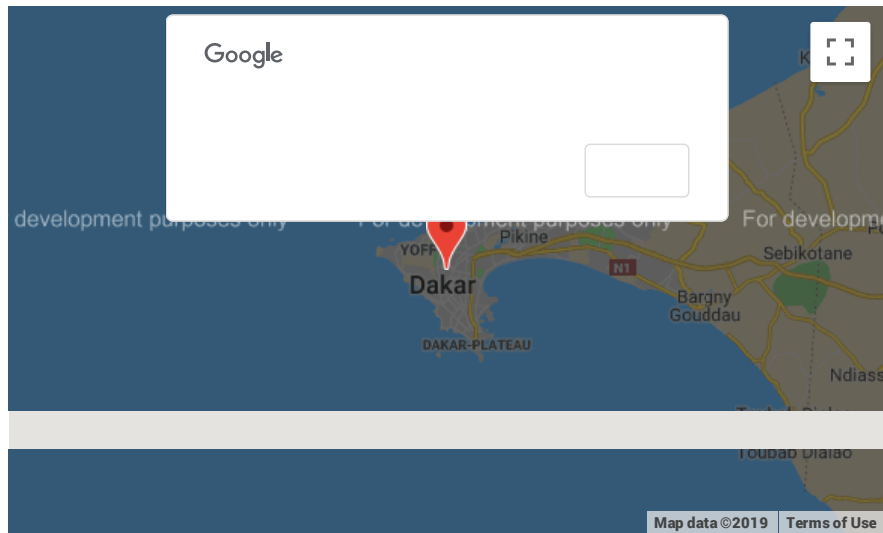 Google
development purposes only
For development purposes only
For developme
Pikine
YOFF
Sebikotane
N1
Dakar
Bargny
Gouddau
DAKAR-PLATEAU
Ndiass
Toubab Dialao
Map data ©2019
Terms of Use